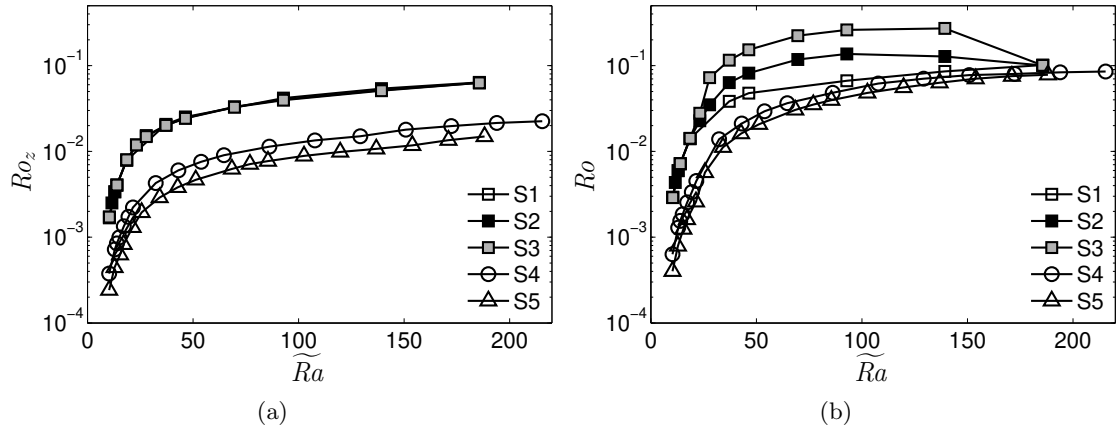 10⁻¹
10⁻²
10⁻³
10⁻⁴
Ro_z
0 50 100 150 200
\widetilde{Ra}
S1
S2
S3
S4
S5
(a)
10⁻¹
10⁻²
10⁻³
10⁻⁴
Ro
0 50 100 150 200
\widetilde{Ra}
S1
S2
S3
S4
S5
(b)